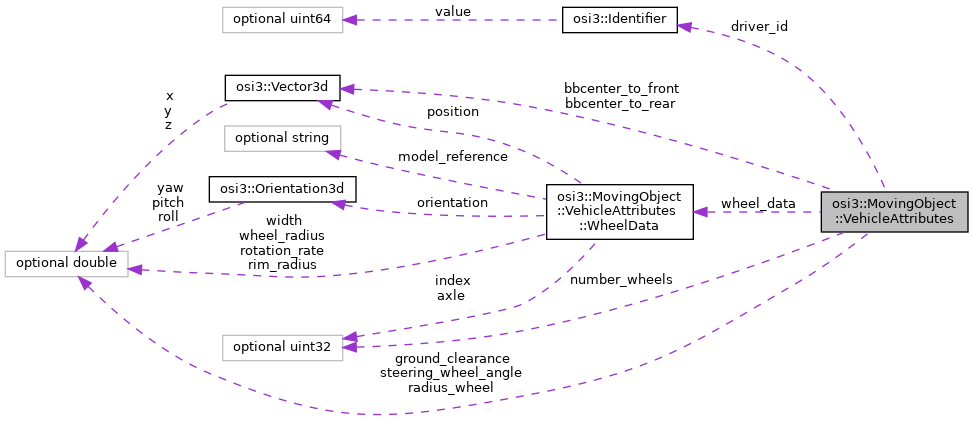 value
optional uint64
osi3::Identifier
driver_id
osi3::Vector3d
bbcenter_to_front
bbcenter_to_rear
x
y
z
position
optional string
model_reference
yaw
pitch
roll
osi3::Orientation3d
orientation
osi3::MovingObject
::VehicleAttributes
::WheelData
wheel_data
osi3::MovingObject
::VehicleAttributes
width
wheel_radius
rotation_rate
rim_radius
optional double
index
axle
number_wheels
optional uint32
ground_clearance
steering_wheel_angle
radius_wheel